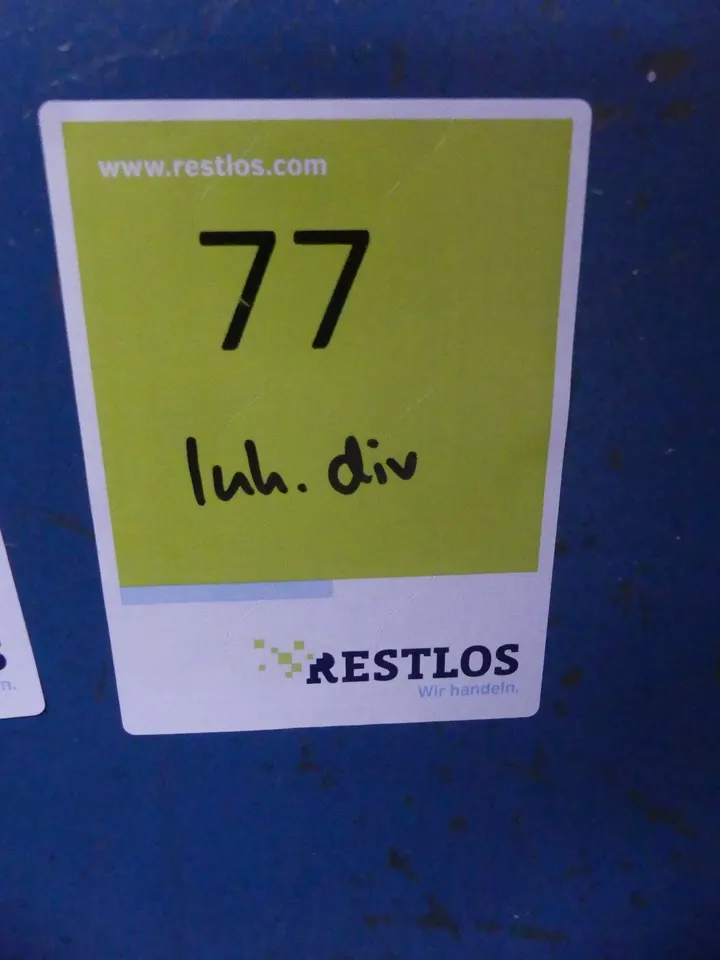 www.restlos.com
77
Inh. div
RESTLOS
Wir handeln.
n.